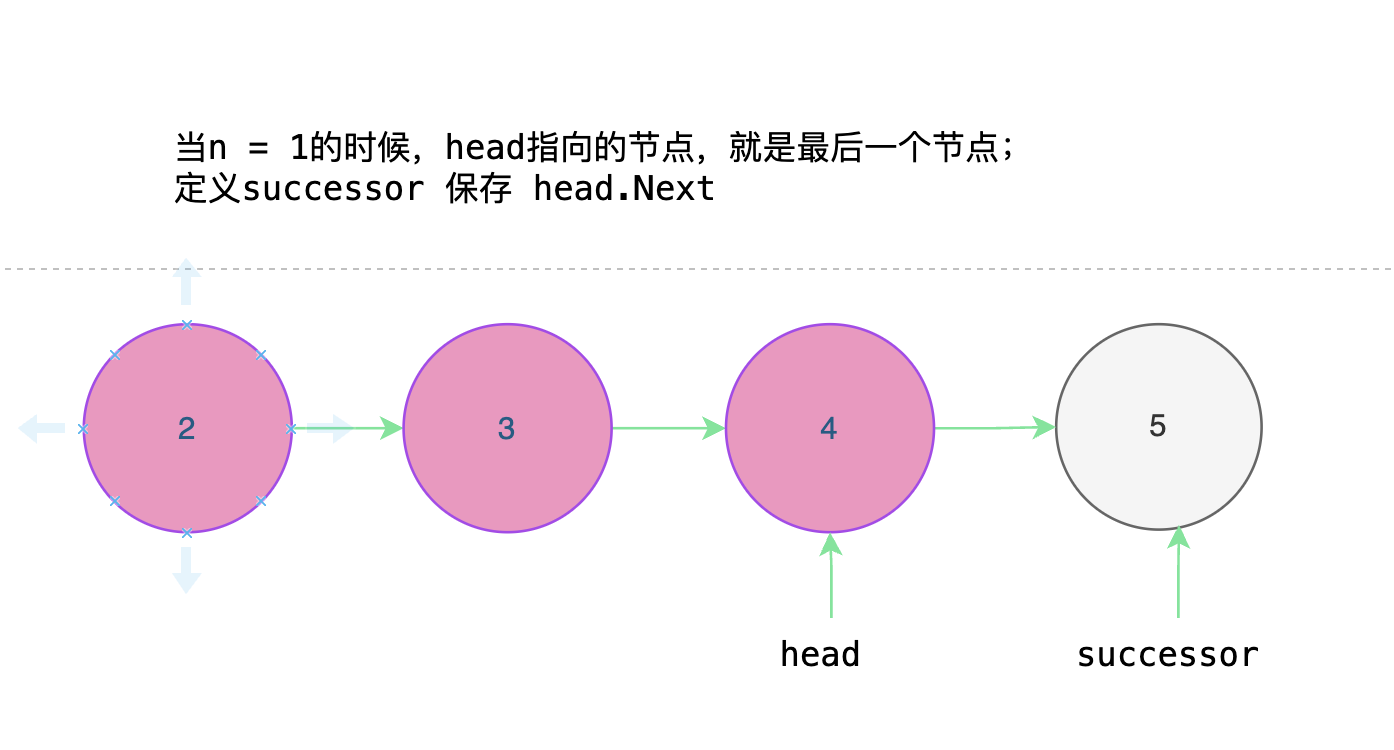 当n = 1的时候，head指向的节点，就是最后一个节点；
定义successor 保存 head.Next
2
3
4
5
head
successor